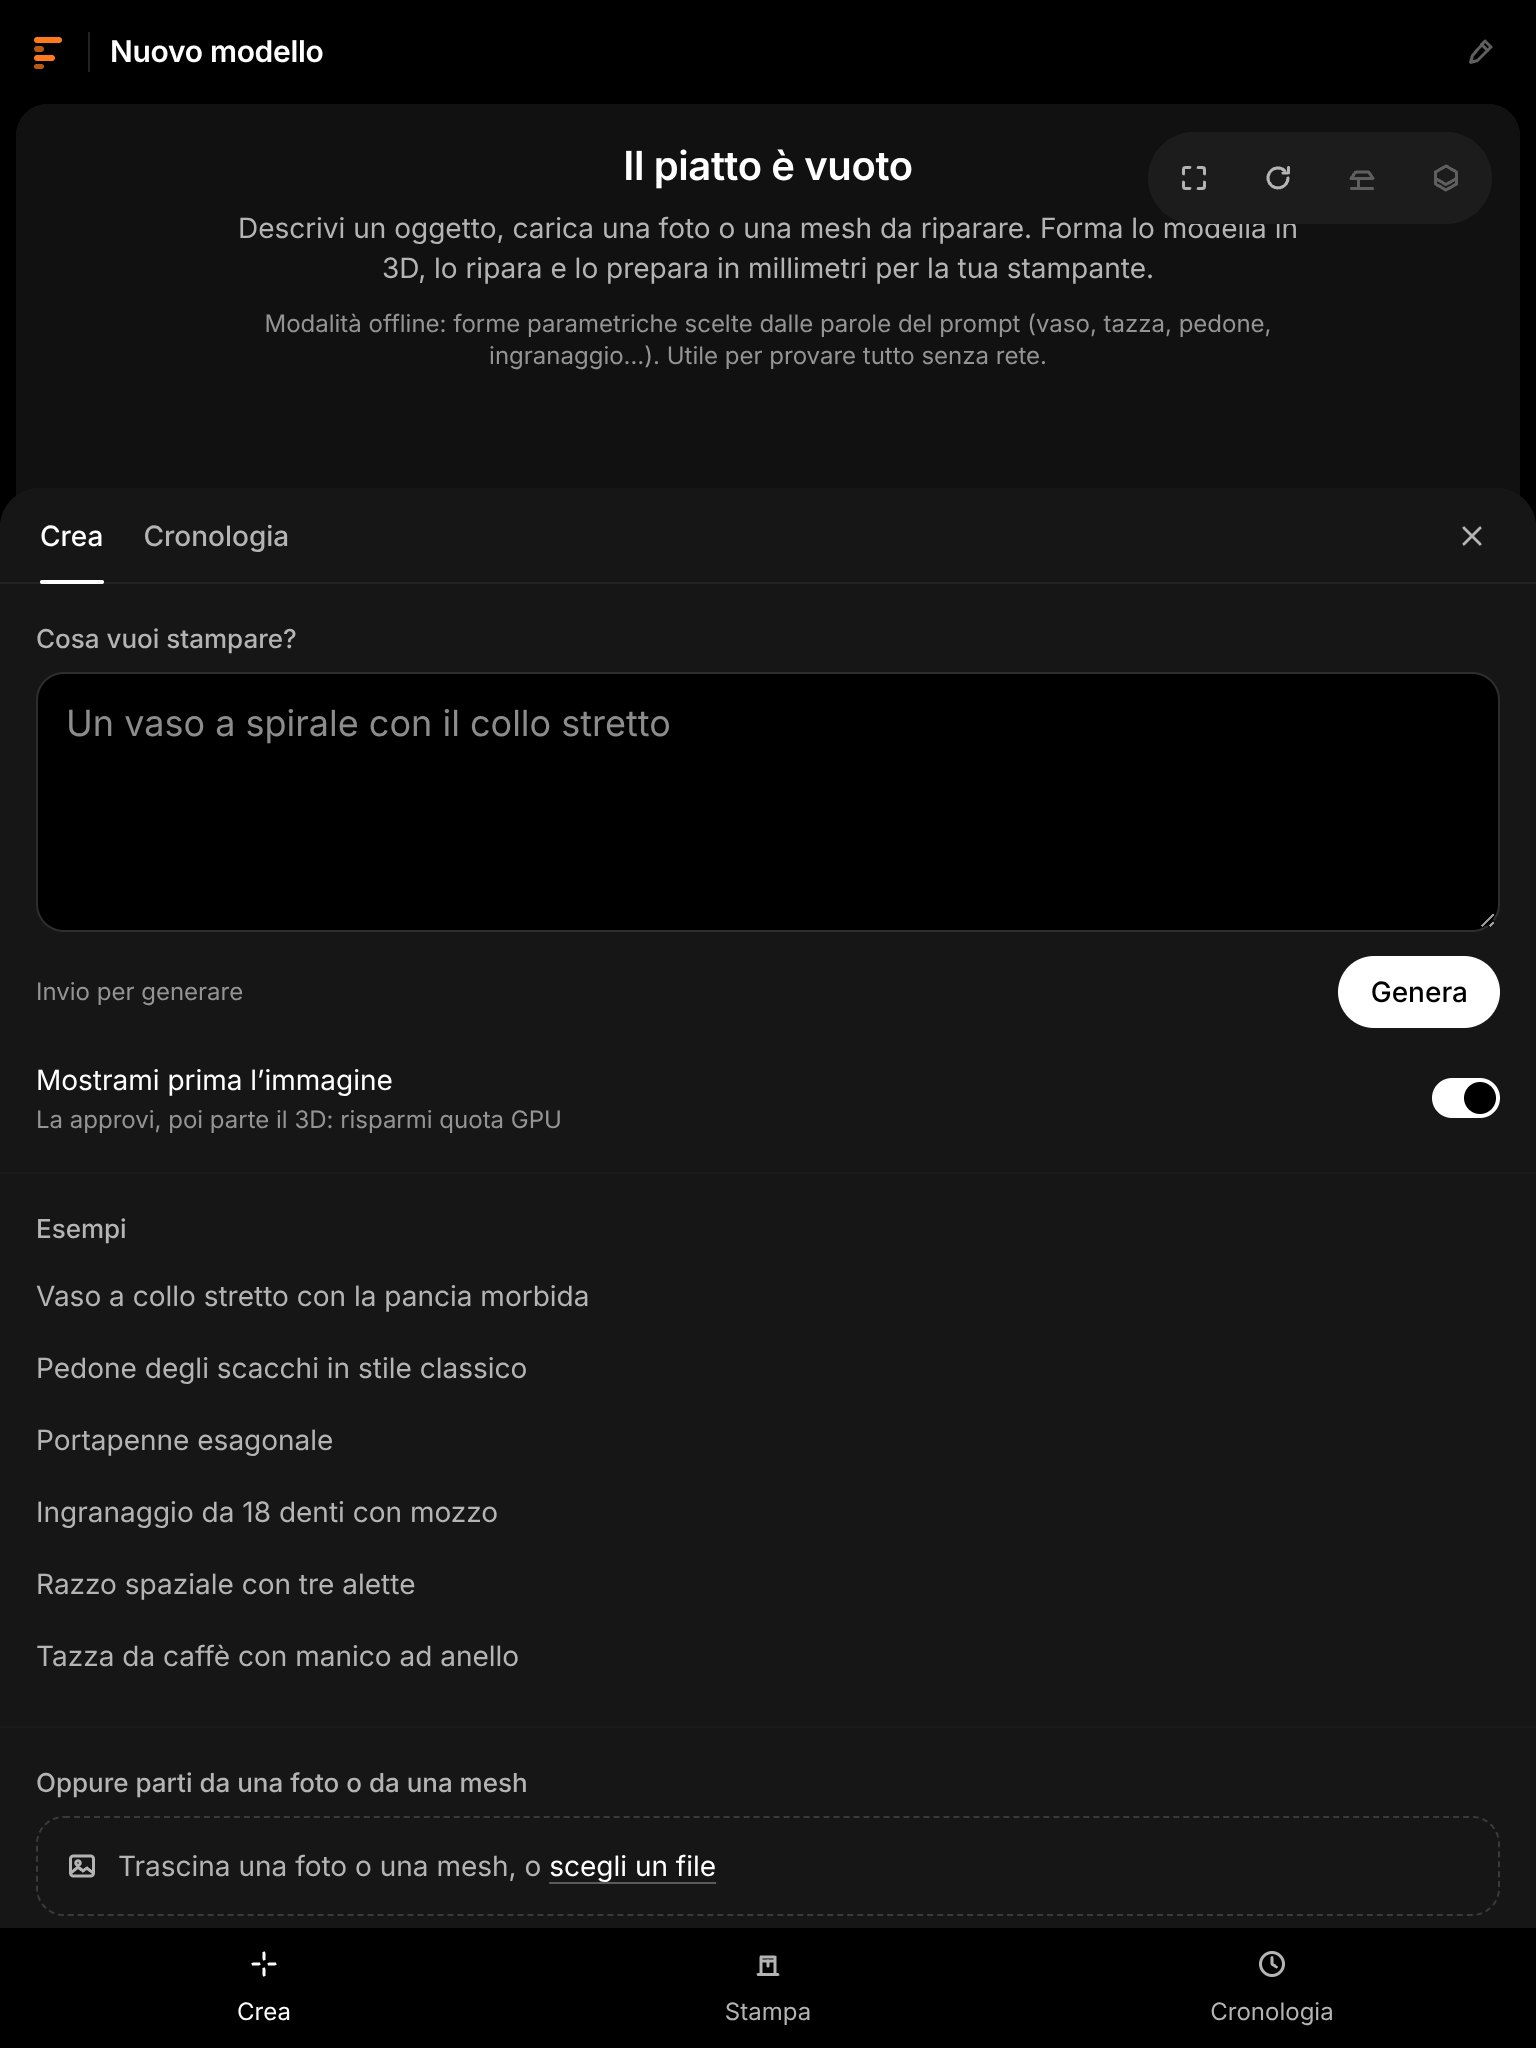 Nuovo modello
Il piatto è vuoto
Descrivi un oggetto, carica una foto o una mesh da riparare. Forma lo modella in
3D, lo ripara e lo prepara in millimetri per la tua stampante.
Modalità offline: forme parametriche scelte dalle parole del prompt (vaso, tazza, pedone,
ingranaggio...). Utile per provare tutto senza rete.
Crea
Cronologia
Cosa vuoi stampare?
Un vaso a spirale con il collo stretto
Invio per generare
Genera
Mostrami prima l’immagine
La approvi, poi parte il 3D: risparmi quota GPU
Esempi
Vaso a collo stretto con la pancia morbida
Pedone degli scacchi in stile classico
Portapenne esagonale
Ingranaggio da 18 denti con mozzo
Razzo spaziale con tre alette
Tazza da caffè con manico ad anello
Oppure parti da una foto o da una mesh
Trascina una foto o una mesh, o scegli un file
Crea
Stampa
Cronologia